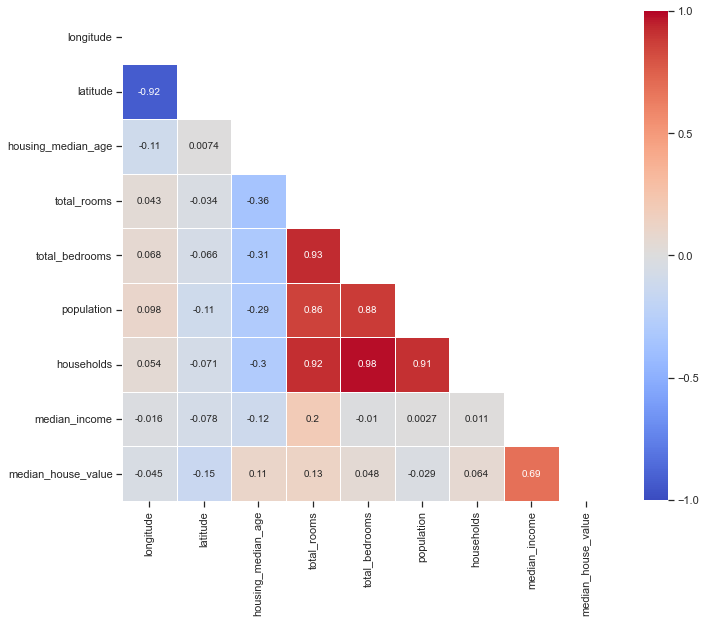 longitude
latitude -0.92
housing_median_age -0.11 0.0074
total_rooms 0.043 -0.034 -0.36
total_bedrooms 0.068 -0.066 -0.31 0.93
population 0.098 -0.11 -0.29 0.86 0.88
households 0.054 -0.071 -0.3 0.92 0.98 0.91
median_income -0.016 -0.078 -0.12 0.2 -0.01 0.0027 0.011
median_house_value -0.045 -0.15 0.11 0.13 0.048 -0.029 0.064 0.69
longitude
latitude
housing_median_age
total_rooms
total_bedrooms
population
households
median_income
median_house_value
1.0
0.5
0.0
−0.5
−1.0